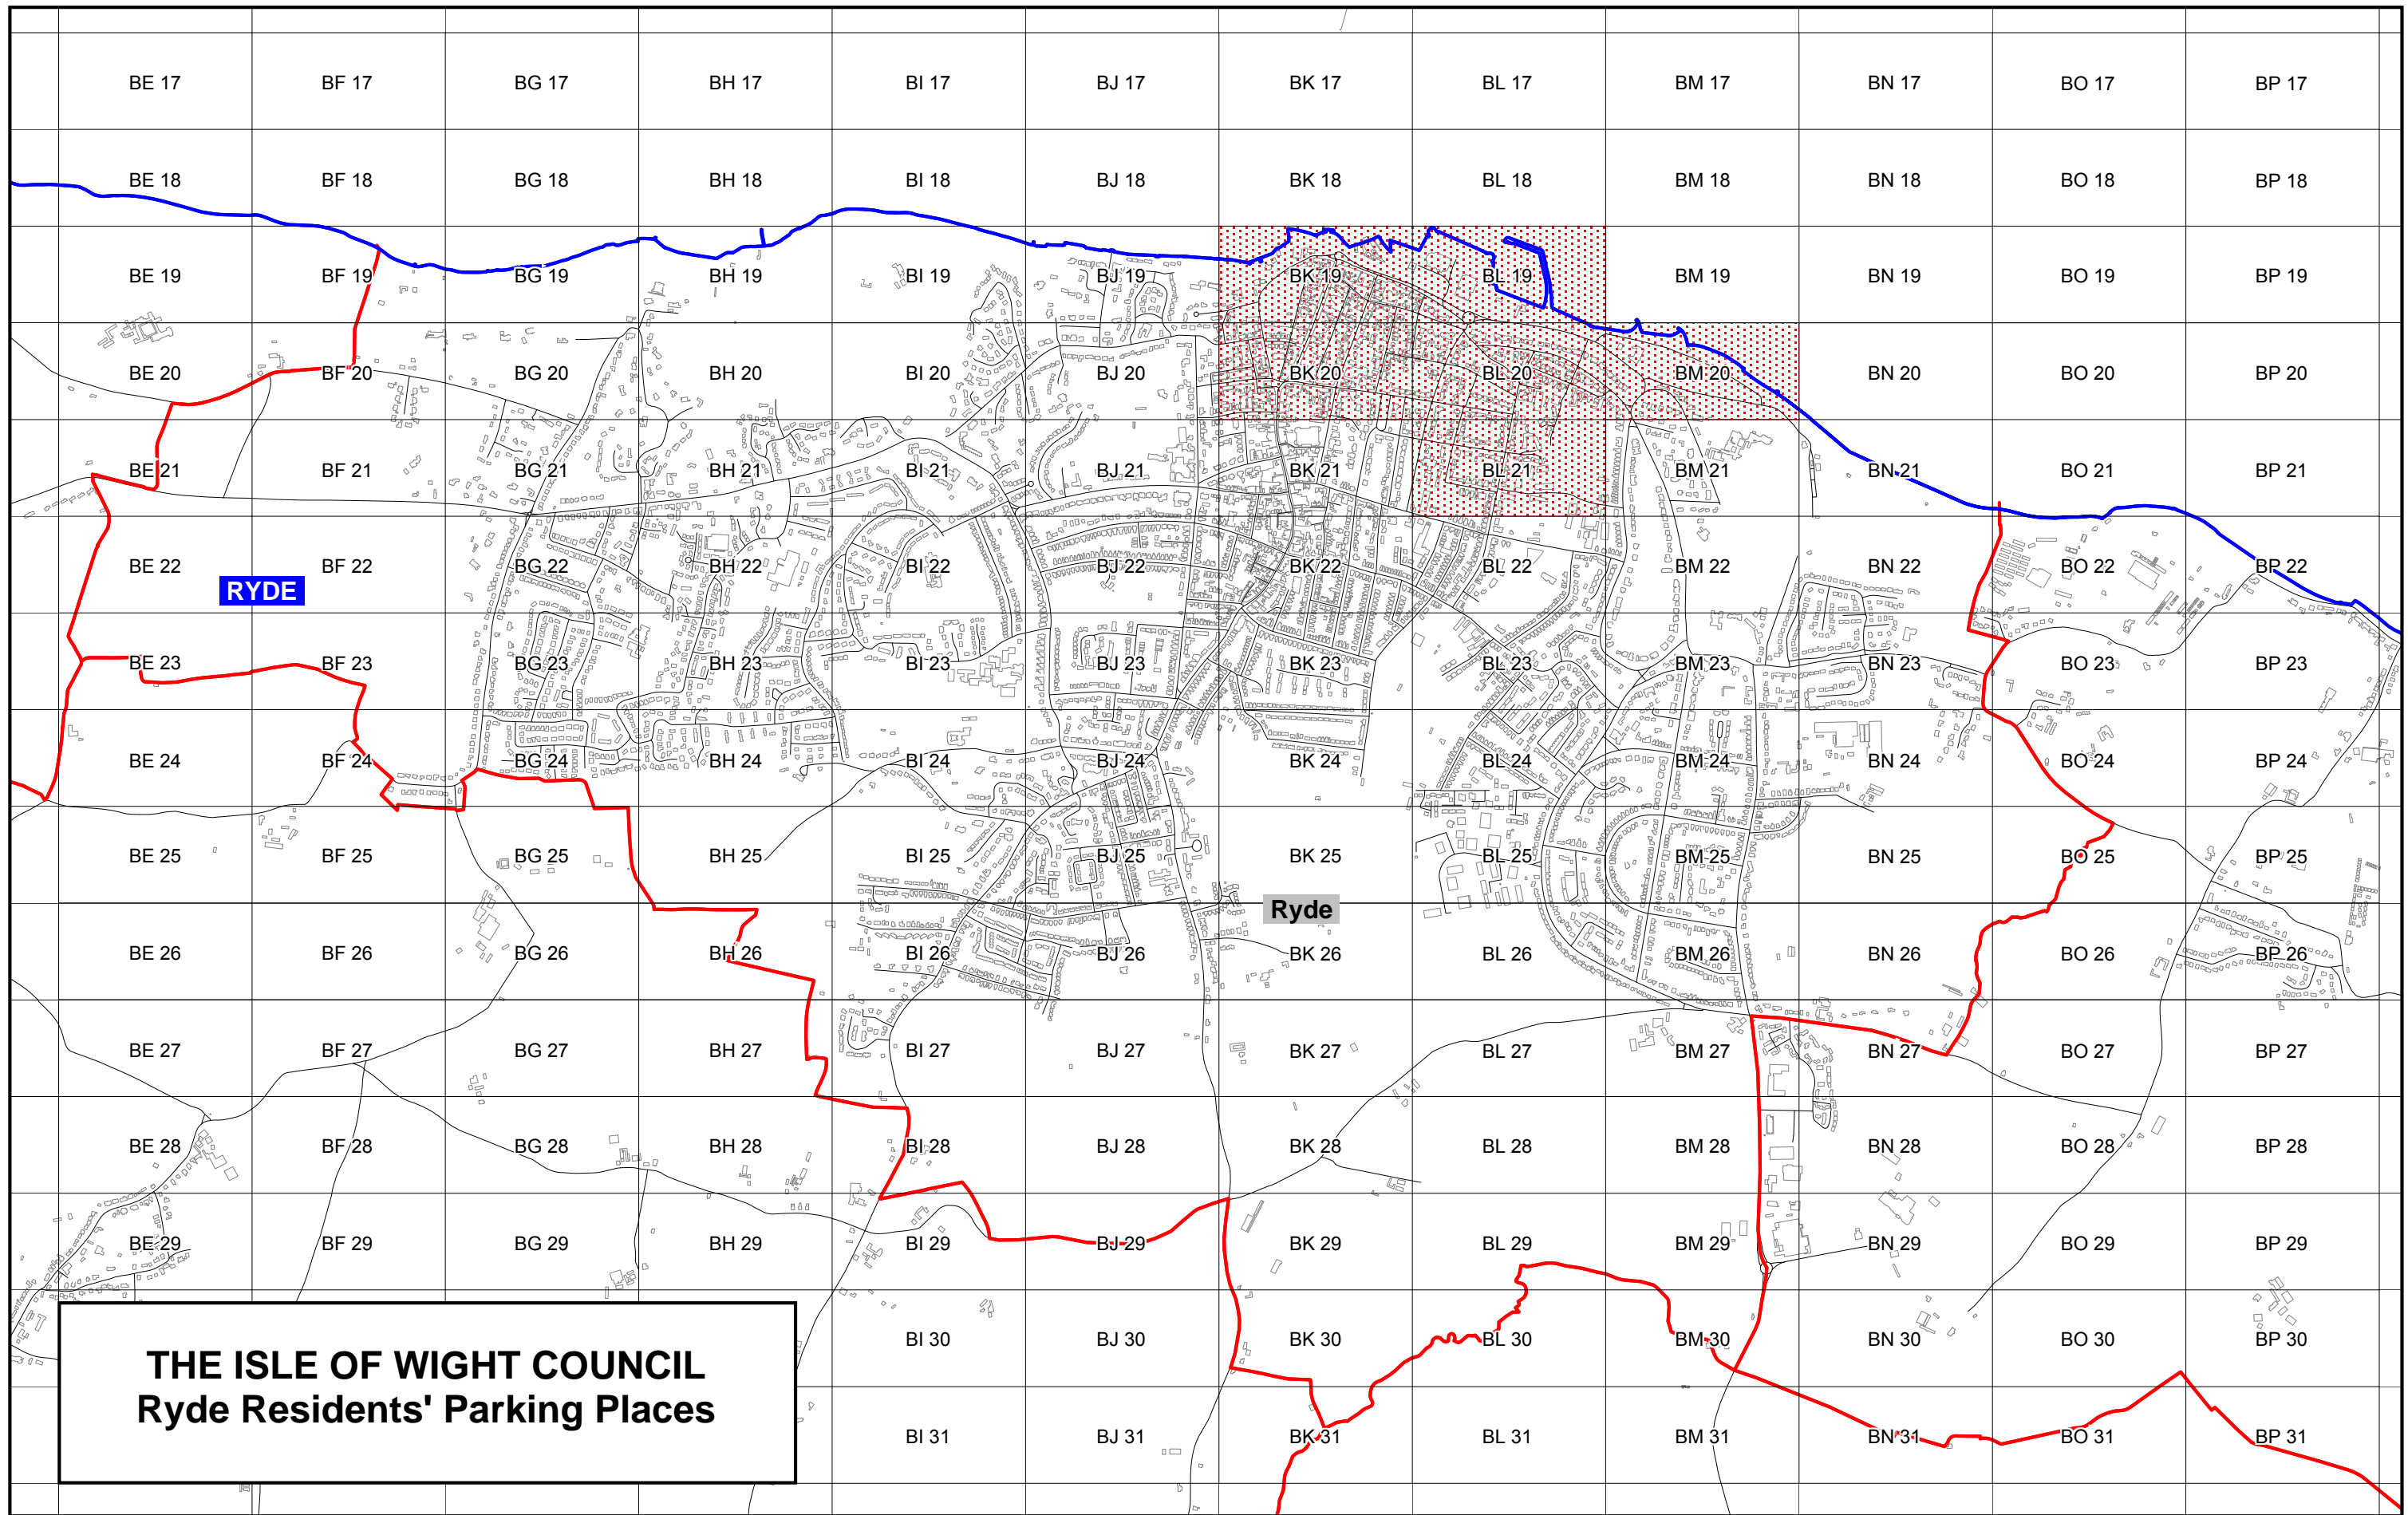 BE 17 BF 17 BG 17 BH 17 BI 17 BJ 17 BK 17 BL 17 BM 17 BN 17 BO 17 BP 17
BE 18 BF 18 BG 18 BH 18 BI 18 BJ 18 BK 18 BL 18 BM 18 BN 18 BO 18 BP 18
BE 19 BF 19 BG 19 BH 19 BI 19 BJ 19 BK 19 BL 19 BM 19 BN 19 BO 19 BP 19
BE 20 BF 20 BG 20 BH 20 BI 20 BJ 20 BK 20 BL 20 BM 20 BN 20 BO 20 BP 20
BE 21 BF 21 BG 21 BH 21 BI 21 BJ 21 BK 21 BL 21 BM 21 BN 21 BO 21 BP 21
BE 22 BF 22 BG 22 BH 22 BI 22 BJ 22 BK 22 BL 22 BM 22 BN 22 BO 22 BP 22
RYDE
BE 23 BF 23 BG 23 BH 23 BI 23 BJ 23 BK 23 BL 23 BM 23 BN 23 BO 23 BP 23
BE 24 BF 24 BG 24 BH 24 BI 24 BJ 24 BK 24 BL 24 BM 24 BN 24 BO 24 BP 24
BE 25 BF 25 BG 25 BH 25 BI 25 BJ 25 BK 25 BL 25 BM 25 BN 25 BO 25 BP 25
Ryde
BE 26 BF 26 BG 26 BH 26 BI 26 BJ 26 BK 26 BL 26 BM 26 BN 26 BO 26 BP 26
BE 27 BF 27 BG 27 BH 27 BI 27 BJ 27 BK 27 BL 27 BM 27 BN 27 BO 27 BP 27
BE 28 BF 28 BG 28 BH 28 BI 28 BJ 28 BK 28 BL 28 BM 28 BN 28 BO 28 BP 28
BE 29 BF 29 BG 29 BH 29 BI 29 BJ 29 BK 29 BL 29 BM 29 BN 29 BO 29 BP 29
BI 30 BJ 30 BK 30 BL 30 BM 30 BN 30 BO 30 BP 30
THE ISLE OF WIGHT COUNCIL
Ryde Residents' Parking Places
BI 31 BJ 31 BK 31 BL 31 BM 31 BN 31 BO 31 BP 31